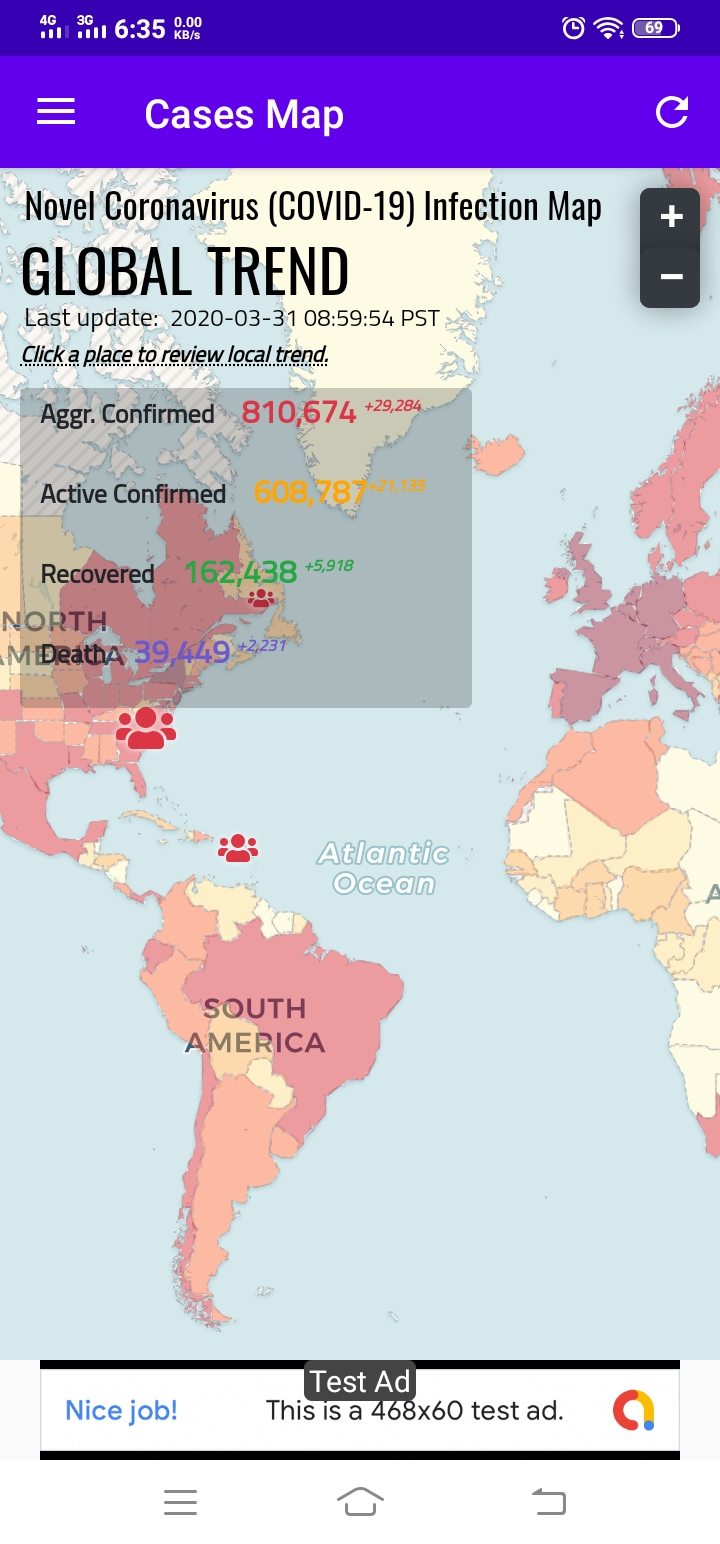 4G 3G 6:35 0.00 KB/s 69
Cases Map
Novel Coronavirus (COVID-19) Infection Map
+
GLOBAL TREND
−
Last update: 2020-03-31 08:59:54 PST
Click a place to review local trend.
Aggr. Confirmed 810,674 +29,284
Active Confirmed 608,787 +21,135
Recovered 162,438 +5,918
NORTH
AMERICA
Death 39,449 +2,231
Atlantic
Ocean
A
SOUTH
AMERICA
Test Ad
Nice job! This is a 468x60 test ad.